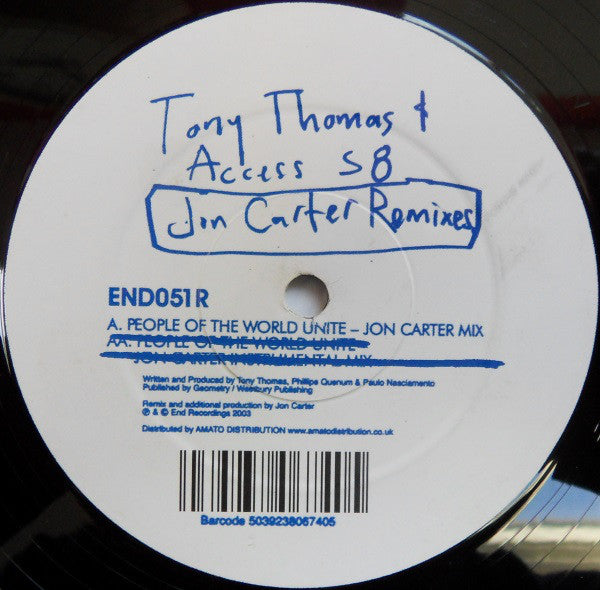 Tony Thomas &
Access 58
Jon Carter Remixes
END051R
A. PEOPLE OF THE WORLD UNITE – JON CARTER MIX
AA. PEOPLE OF THE WORLD UNITE –
JON CARTER INSTRUMENTAL MIX
Written and Produced by Tony Thomas, Phillipe Quenum & Paulo Nascíamento
Published by Geometry / Westbury Publishing
Remix and additional production by Jon Carter
℗ & © End Recordings 2003
Distributed by AMATO DISTRIBUTION www.amatodistribution.co.uk
Barcode 5039238067405